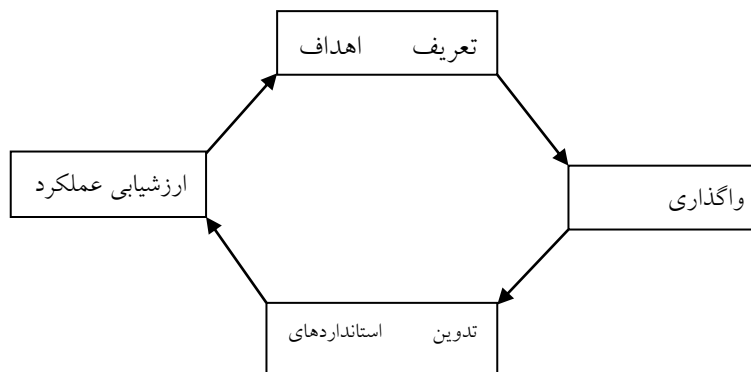 تعریف اهداف
واگذاری
تدوین استانداردهای
ارزشیابی عملکرد